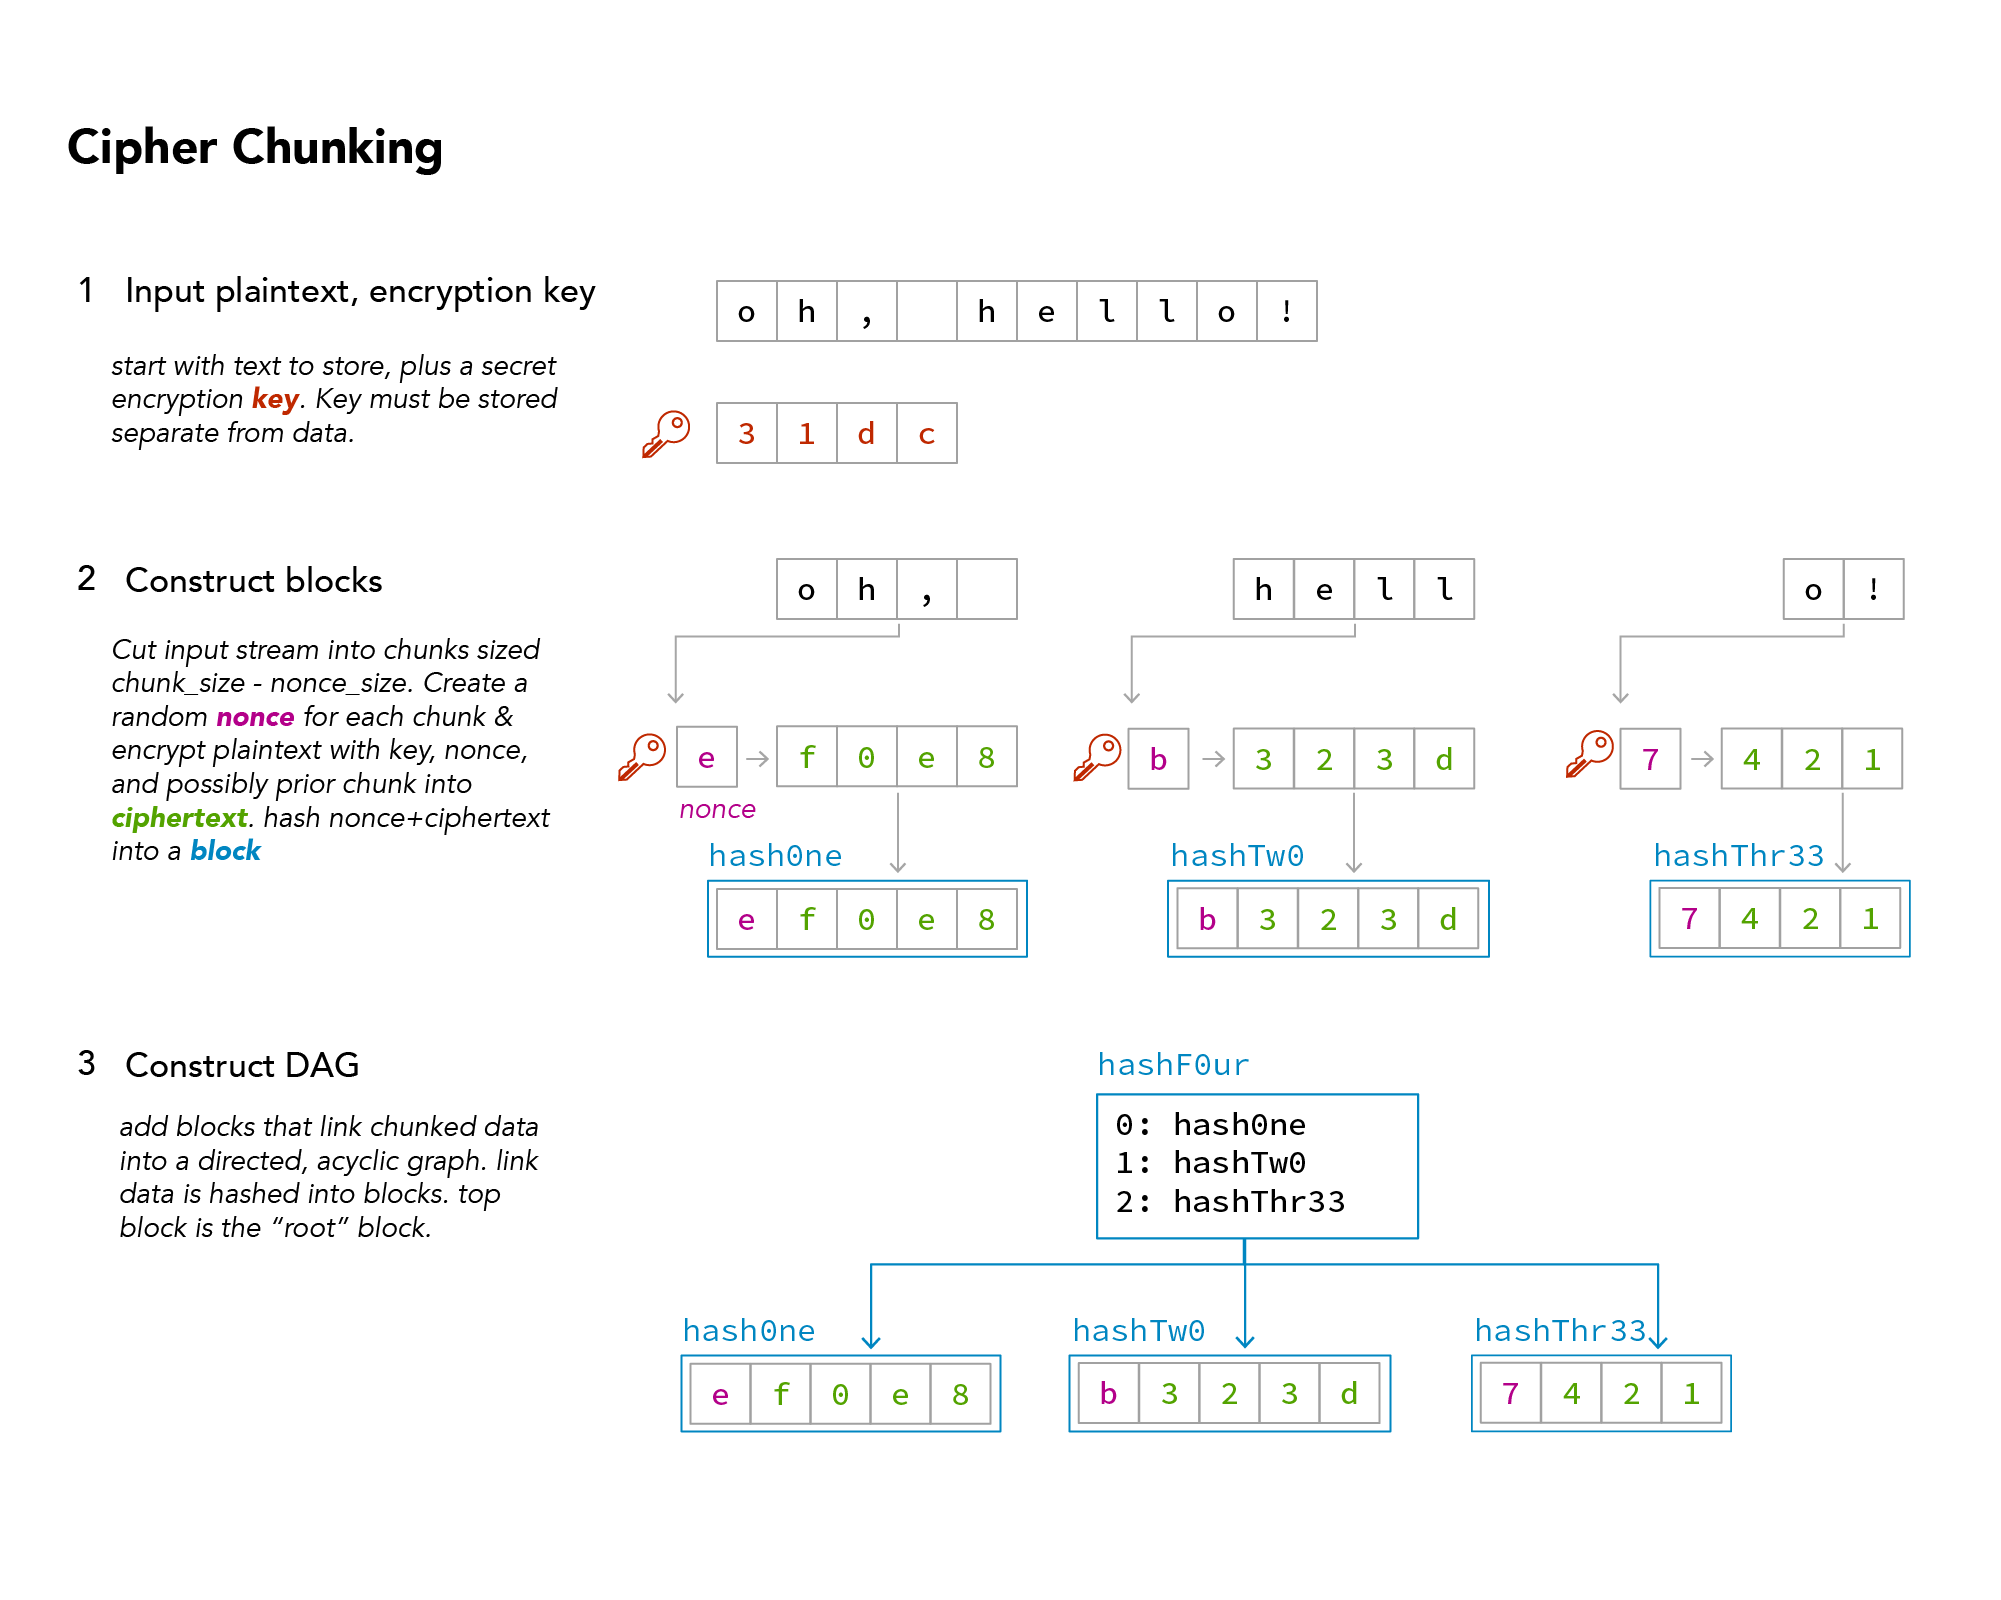 Cipher Chunking
1 Input plaintext, encryption key
start with text to store, plus a secret
encryption key. Key must be stored
separate from data.
o h , h e l l o !
3 1 d c
2 Construct blocks
Cut input stream into chunks sized
chunk_size - nonce_size. Create a
random nonce for each chunk &
encrypt plaintext with key, nonce,
and possibly prior chunk into
ciphertext. hash nonce+ciphertext
into a block
o h ,
h e l l
o !
e f 0 e 8
nonce
b 3 2 3 d
7 4 2 1
hash0ne
e f 0 e 8
hashTw0
b 3 2 3 d
hashThr33
7 4 2 1
3 Construct DAG
add blocks that link chunked data
into a directed, acyclic graph. link
data is hashed into blocks. top
block is the “root” block.
hashF0ur
0: hash0ne
1: hashTw0
2: hashThr33
hash0ne
e f 0 e 8
hashTw0
b 3 2 3 d
hashThr33
7 4 2 1